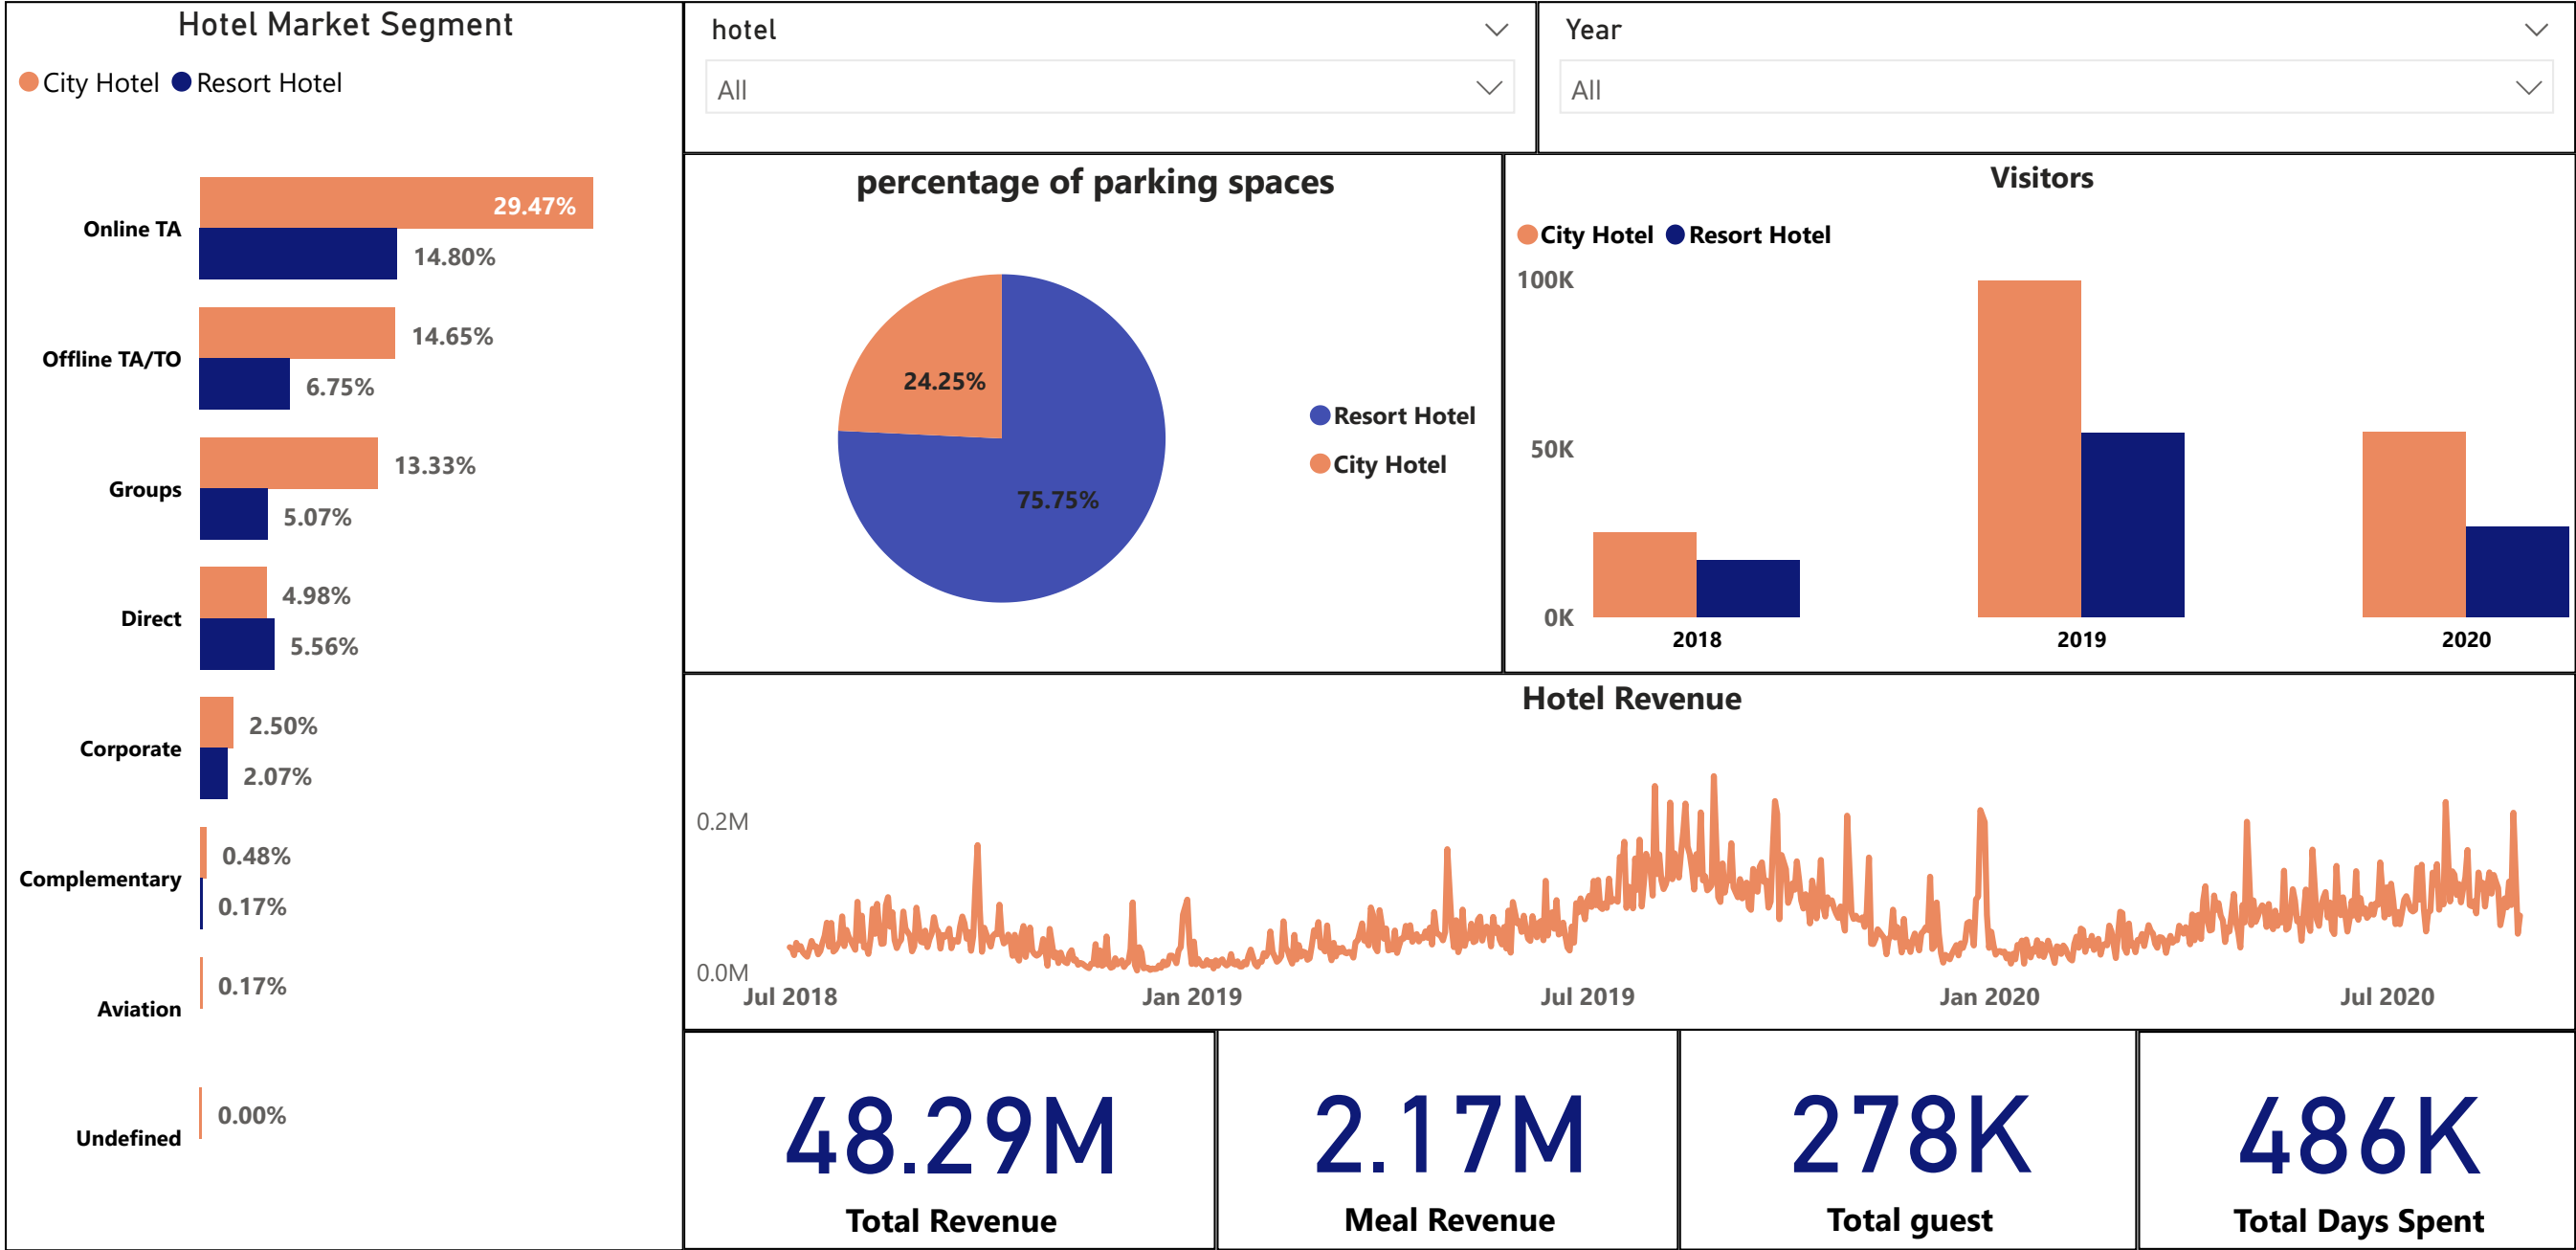 Hotel Market Segment
City Hotel Resort Hotel
Online TA
29.47%
14.80%
Offline TA/TO
14.65%
6.75%
Groups
13.33%
5.07%
Direct
4.98%
5.56%
Corporate
2.50%
2.07%
Complementary
0.48%
0.17%
Aviation
0.17%
Undefined
0.00%
hotel
All
Year
All
percentage of parking spaces
24.25%
75.75%
Resort Hotel
City Hotel
Visitors
City Hotel Resort Hotel
100K
50K
0K
2018 2019 2020
Hotel Revenue
0.2M
0.0M
Jul 2018 Jan 2019 Jul 2019 Jan 2020 Jul 2020
48.29M
Total Revenue
2.17M
Meal Revenue
278K
Total guest
486K
Total Days Spent